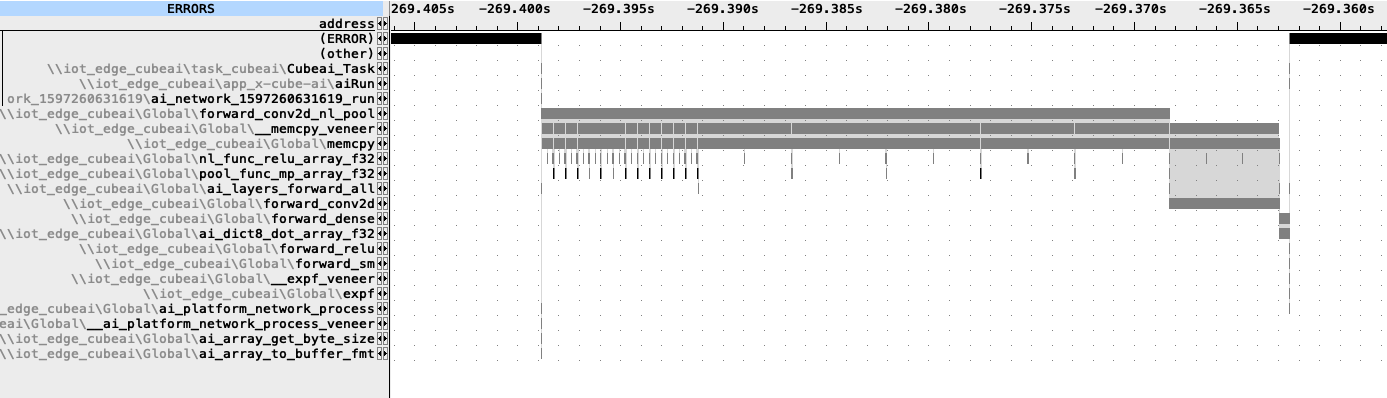 ERRORS
269.405s -269.400s -269.395s -269.390s -269.385s -269.380s -269.375s -269.370s -269.365s -269.360s
address
(ERROR)
(other)
\\iot_edge_cubeai\task_cubeai\Cubeai_Task
\\iot_edge_cubeai\app_x-cube-ai\aiRun
ork_1597260631619\ai_network_1597260631619_run
\\iot_edge_cubeai\Global\forward_conv2d_nl_pool
\\iot_edge_cubeai\Global\__memcpy_veneer
\\iot_edge_cubeai\Global\memcpy
\\iot_edge_cubeai\Global\nl_func_relu_array_f32
\\iot_edge_cubeai\Global\pool_func_mp_array_f32
\\iot_edge_cubeai\Global\ai_layers_forward_all
\\iot_edge_cubeai\Global\forward_conv2d
\\iot_edge_cubeai\Global\forward_dense
\\iot_edge_cubeai\Global\ai_dict8_dot_array_f32
\\iot_edge_cubeai\Global\forward_relu
\\iot_edge_cubeai\Global\forward_sm
\\iot_edge_cubeai\Global\__expf_veneer
\\iot_edge_cubeai\Global\expf
_edge_cubeai\Global\ai_platform_network_process
eai\Global\__ai_platform_network_process_veneer
\\iot_edge_cubeai\Global\ai_array_get_byte_size
\\iot_edge_cubeai\Global\ai_array_to_buffer_fmt